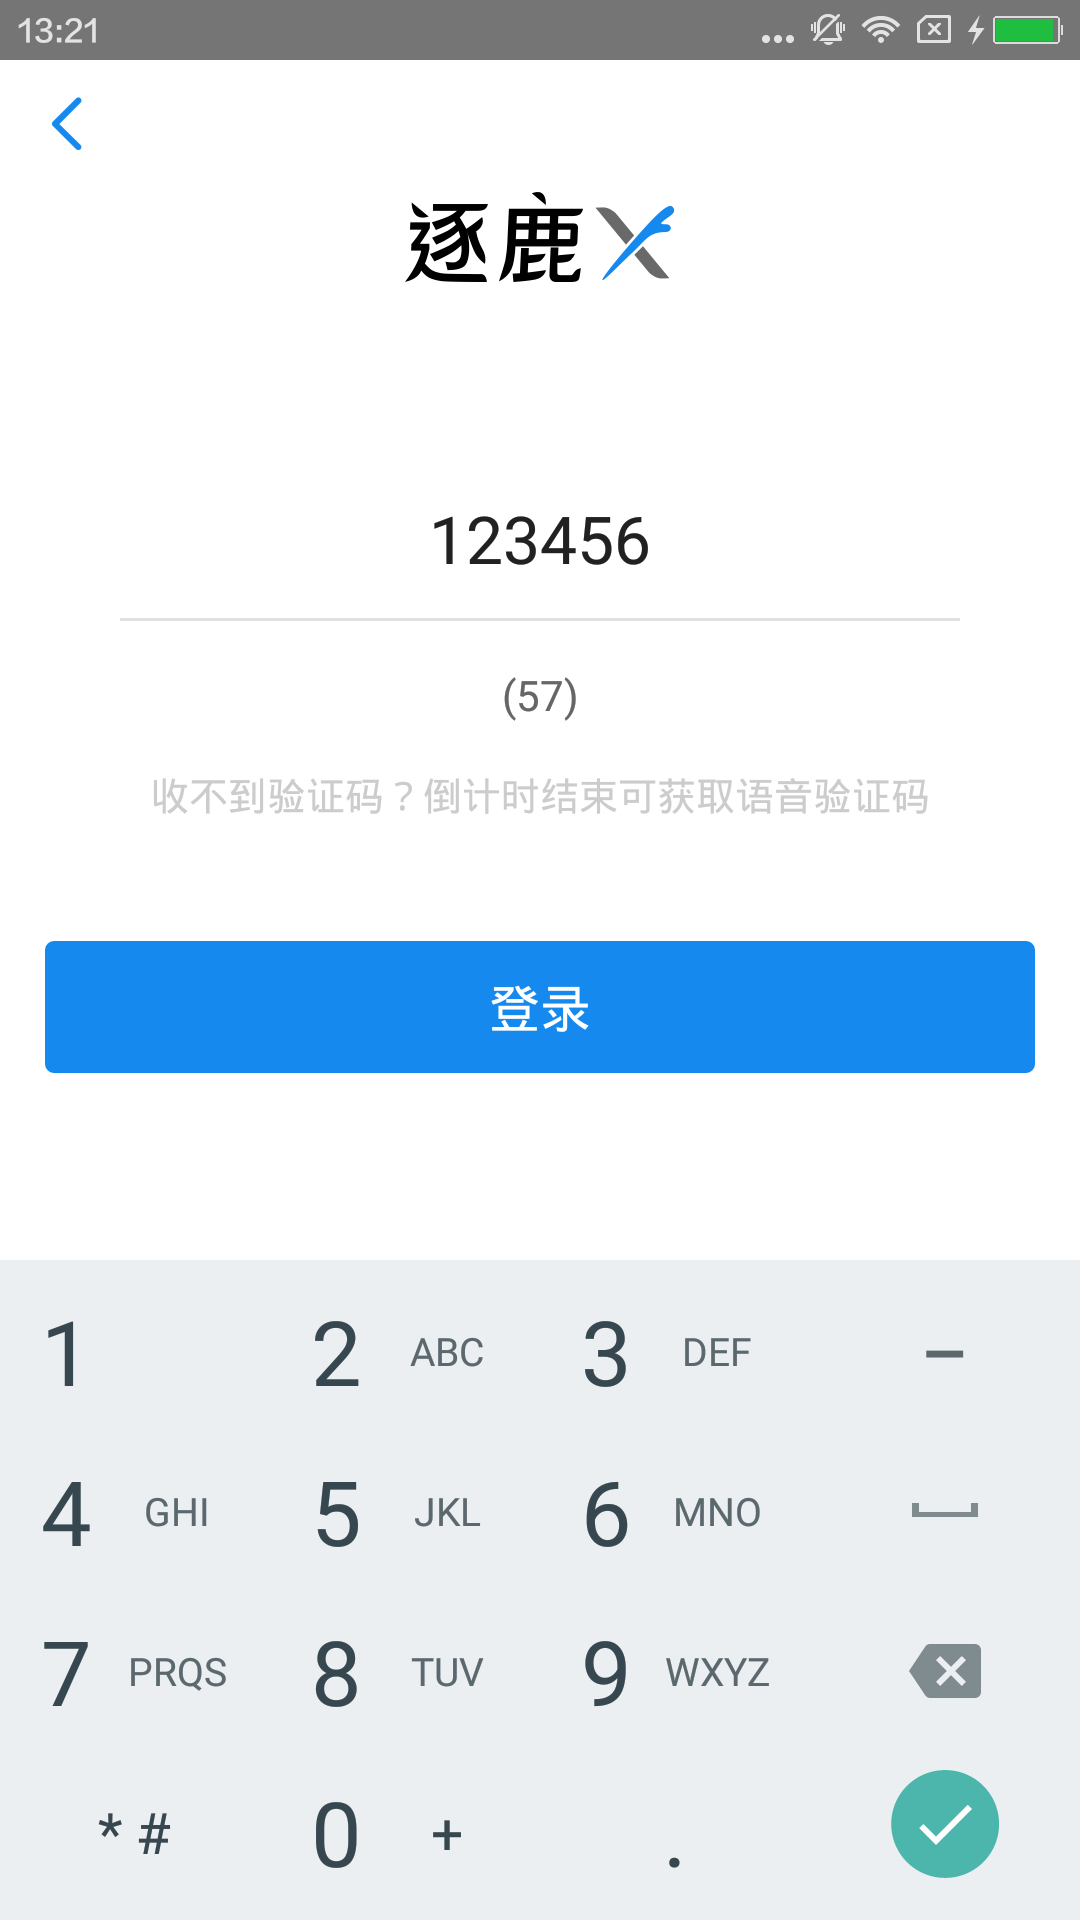 13:21
逐鹿X
123456
(57)
收不到验证码？倒计时结束可获取语音验证码
登录
1 2 ABC 3 DEF –
4 GHI 5 JKL 6 MNO
7 PRQS 8 TUV 9 WXYZ
* # 0 + .